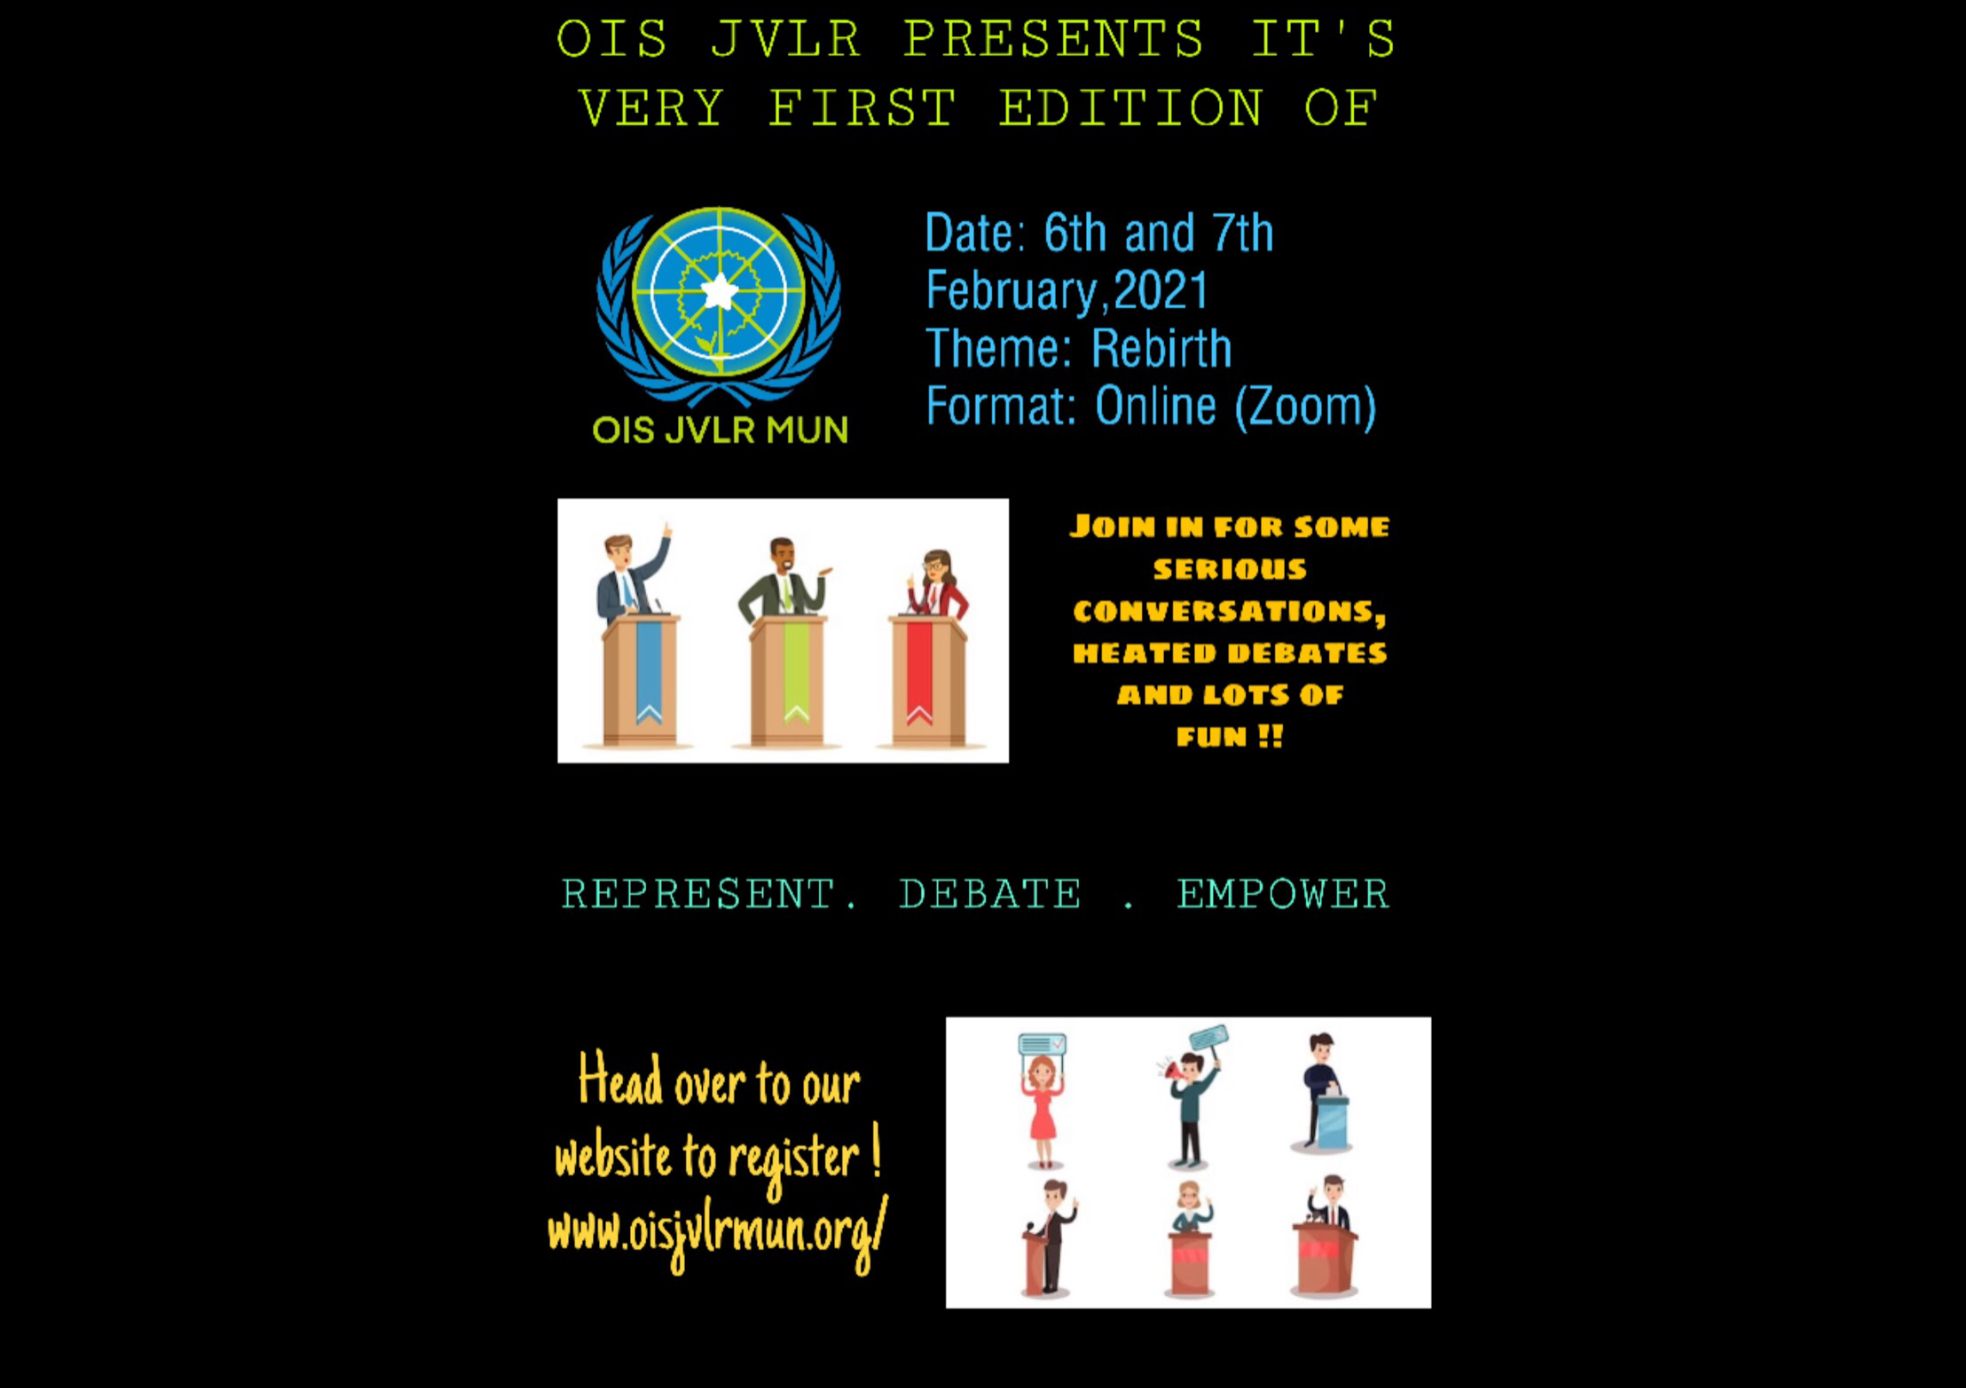 OIS JVLR PRESENTS IT'S
VERY FIRST EDITION OF
OIS JVLR MUN
Date: 6th and 7th
February,2021
Theme: Rebirth
Format: Online (Zoom)
Join in for some
serious
conversations,
heated debates
and lots of
fun !!
REPRESENT. DEBATE . EMPOWER
Head over to our
website to register !
www.oisjvlrmun.org/